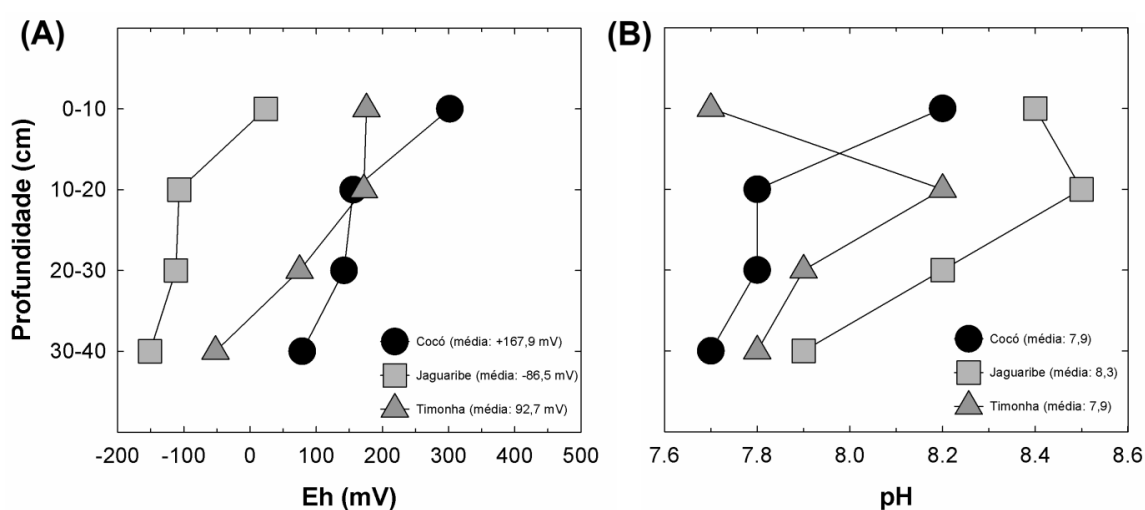 (A)
Profundidade (cm)
0-10
10-20
20-30
30-40
Cocó (média: +167,9 mV)
Jaguaribe (média: -86,5 mV)
Timonha (média: 92,7 mV)
-200 -100 0 100 200 300 400 500
Eh (mV)
(B)
Cocó (média: 7,9)
Jaguaribe (média: 8,3)
Timonha (média: 7,9)
7.6 7.8 8.0 8.2 8.4 8.6
pH